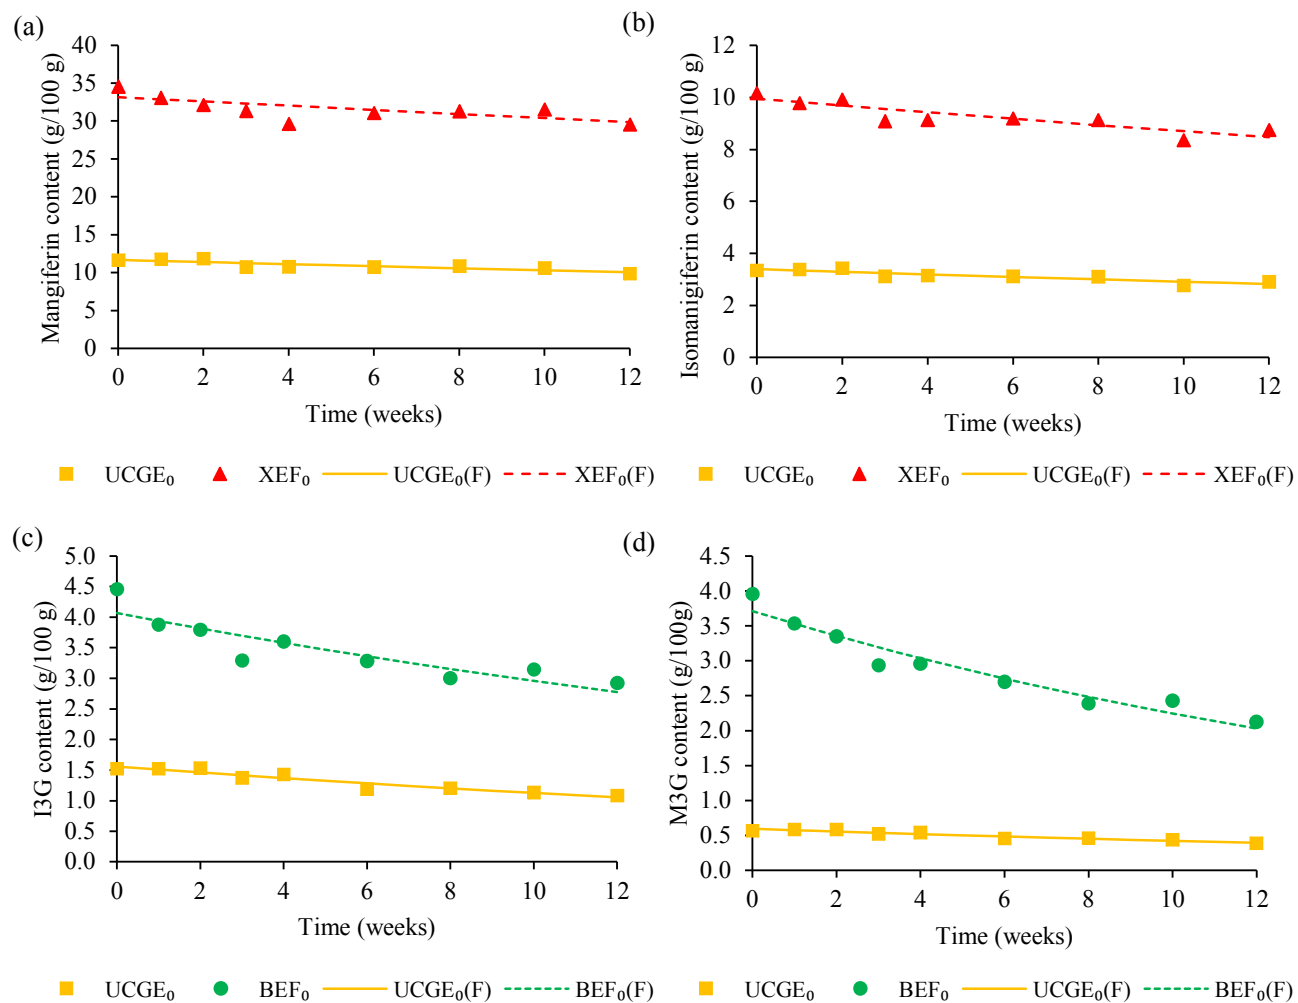 (a)
Mangiferin content (g/100 g)
40
35
30
25
20
15
10
5
0
0 2 4 6 8 10 12
Time (weeks)
UCGE₀ XEF₀ UCGE₀(F) XEF₀(F)
(b)
Isomanigiferin content (g/100 g)
12
10
8
6
4
2
0
0 2 4 6 8 10 12
Time (weeks)
UCGE₀ XEF₀ UCGE₀(F) XEF₀(F)
(c)
I3G content (g/100 g)
5.0
4.5
4.0
3.5
3.0
2.5
2.0
1.5
1.0
0.5
0.0
0 2 4 6 8 10 12
Time (weeks)
UCGE₀ BEF₀ UCGE₀(F) BEF₀(F)
(d)
M3G content (g/100g)
4.5
4.0
3.5
3.0
2.5
2.0
1.5
1.0
0.5
0.0
0 2 4 6 8 10 12
Time (weeks)
UCGE₀ BEF₀ UCGE₀(F) BEF₀(F)